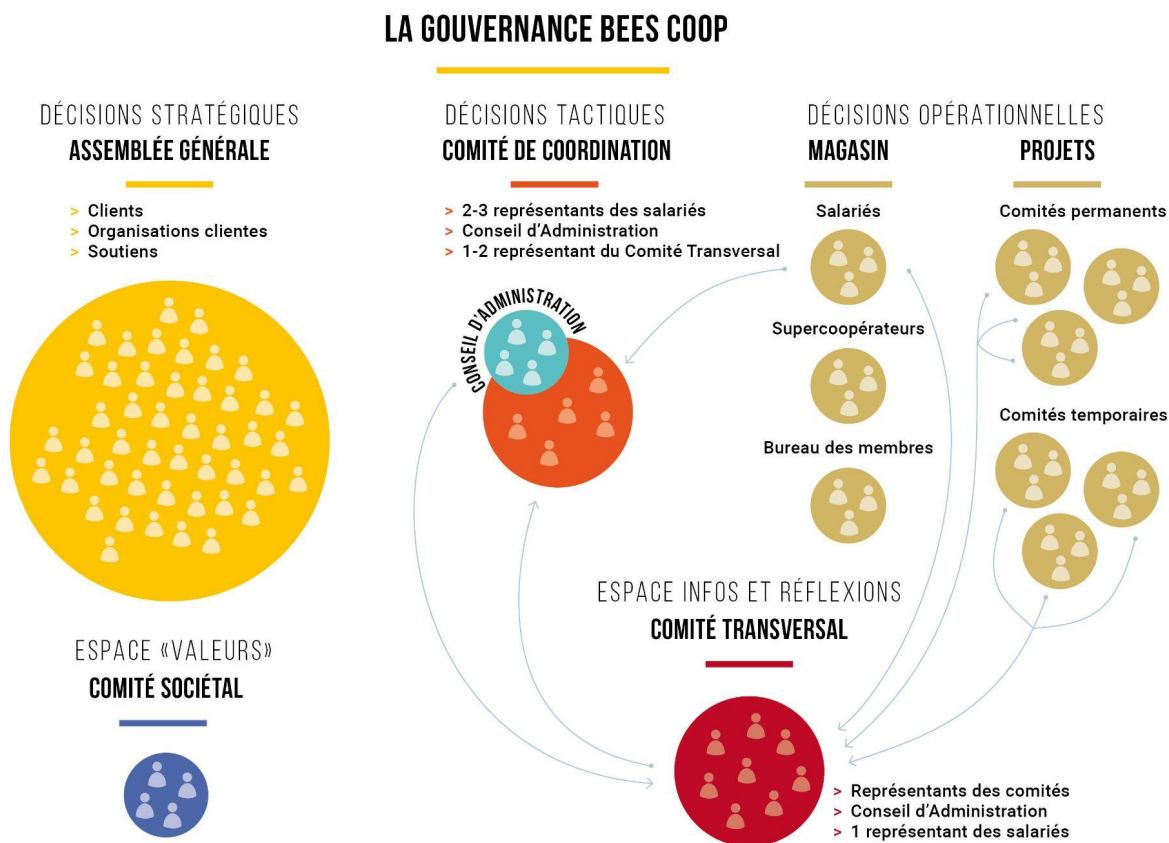 LA GOUVERNANCE BEES COOP
DÉCISIONS STRATÉGIQUES
ASSEMBLÉE GÉNÉRALE
> Clients
> Organisations clientes
> Soutiens
DÉCISIONS TACTIQUES
COMITÉ DE COORDINATION
> 2-3 représentants des salariés
> Conseil d'Administration
> 1-2 représentant du Comité Transversal
CONSEIL D'ADMINISTRATION
DÉCISIONS OPÉRATIONNELLES
MAGASIN
Salariés
Supercoopérateurs
Bureau des membres
PROJETS
Comités permanents
Comités temporaires
ESPACE «VALEURS»
COMITÉ SOCIÉTAL
ESPACE INFOS ET RÉFLEXIONS
COMITÉ TRANSVERSAL
> Représentants des comités
> Conseil d'Administration
> 1 représentant des salariés